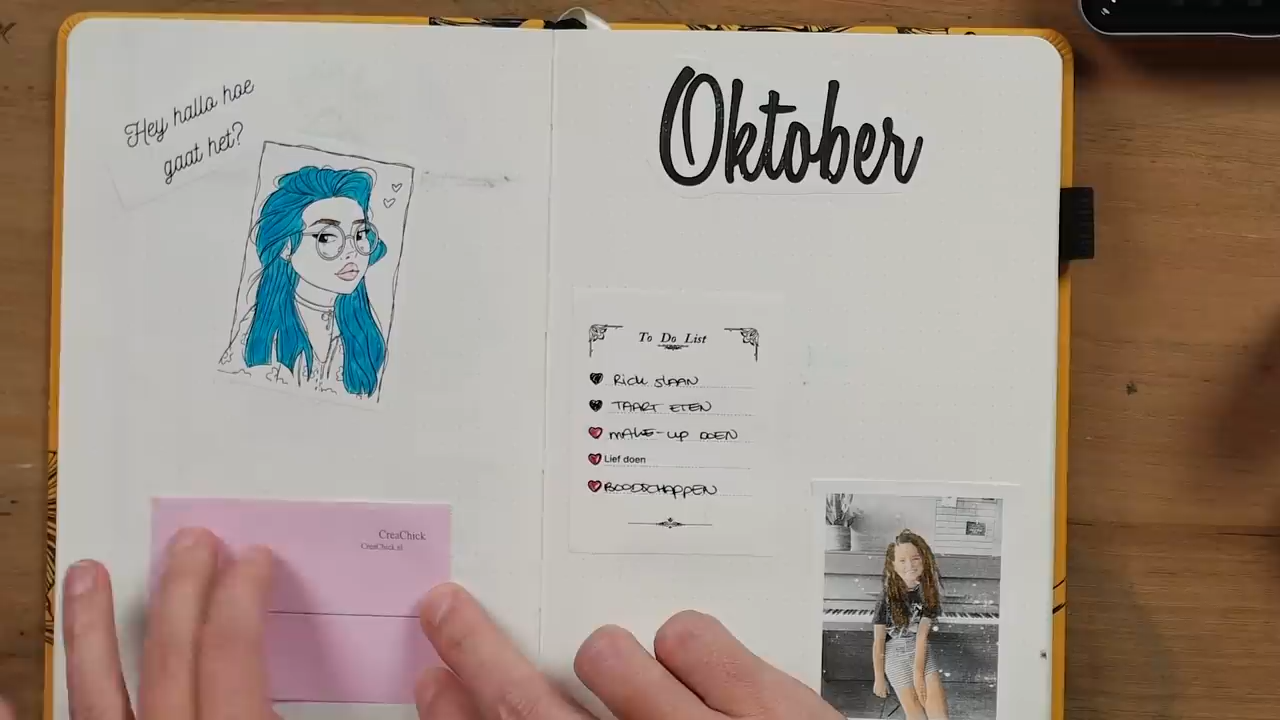 Hey hallo hoe
gaat het?
CreaChick
CreaChick.nl
Oktober
To Do List
Rick slaan
TAART ETEN
MAKE-UP DOEN
Lief doen
BOODSCHAPPEN